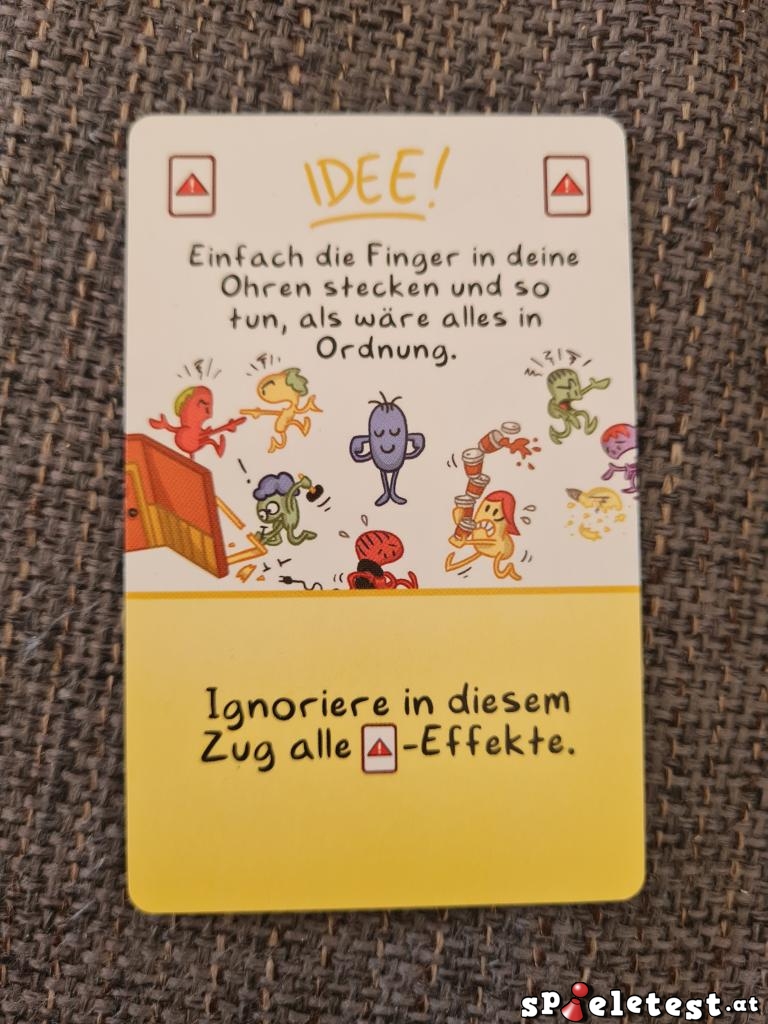 IDEE!
Einfach die Finger in deine
Ohren stecken und so
tun, als wäre alles in
Ordnung.
Ignoriere in diesem
Zug alle -Effekte.
spieletest.at